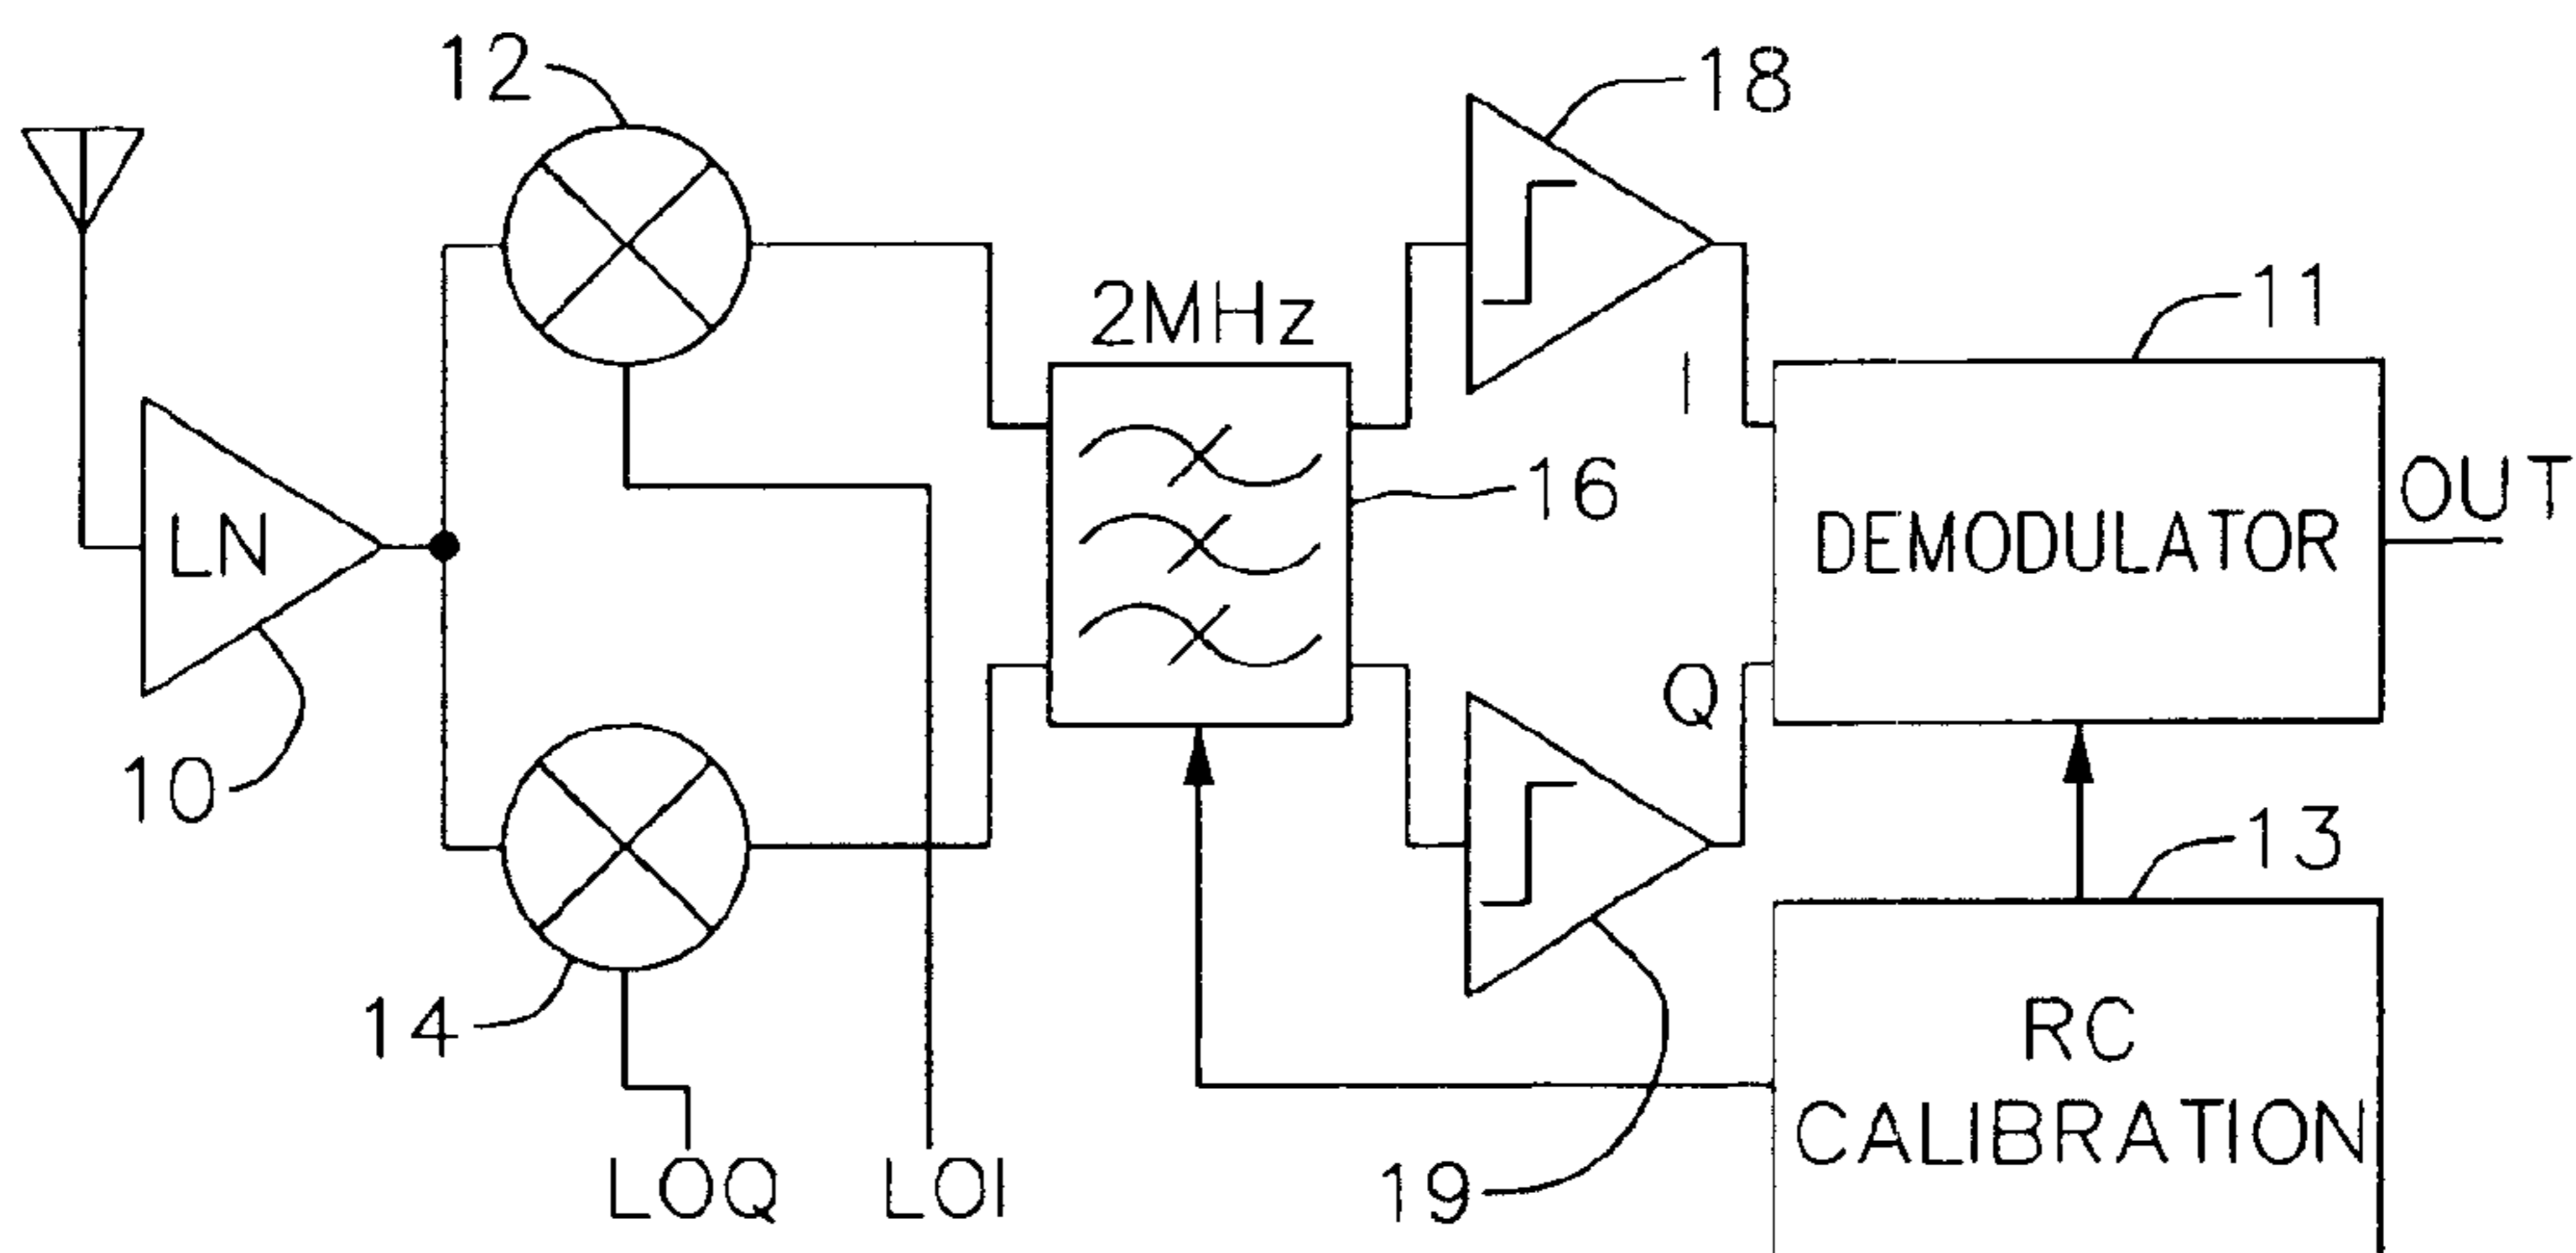 12
18
2MHz
11
I
LN
16
DEMODULATOR
OUT
10
Q
13
14
RC
CALIBRATION
LOQ
LOI
19